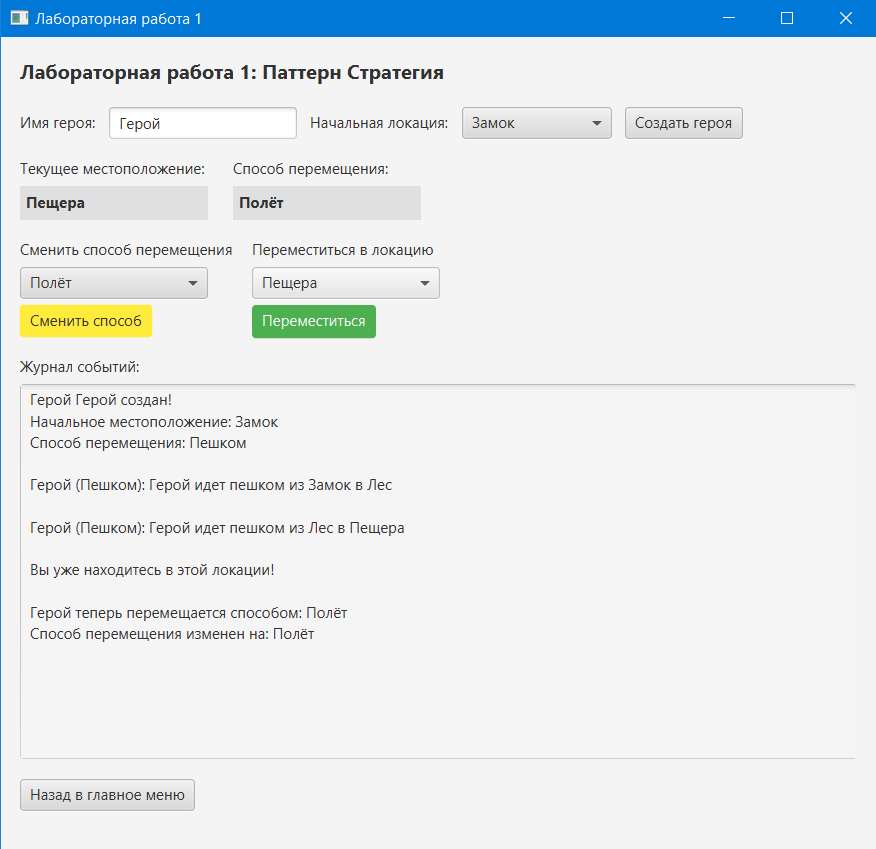 Лабораторная работа 1
Лабораторная работа 1: Паттерн Стратегия
Имя героя: Герой Начальная локация: Замок Создать героя
Текущее местоположение: Способ перемещения:
Пещера Полёт
Сменить способ перемещения Переместиться в локацию
Полёт Пещера
Сменить способ Переместиться
Журнал событий:
Герой Герой создан!
Начальное местоположение: Замок
Способ перемещения: Пешком
Герой (Пешком): Герой идет пешком из Замок в Лес
Герой (Пешком): Герой идет пешком из Лес в Пещера
Вы уже находитесь в этой локации!
Герой теперь перемещается способом: Полёт
Способ перемещения изменен на: Полёт
Назад в главное меню